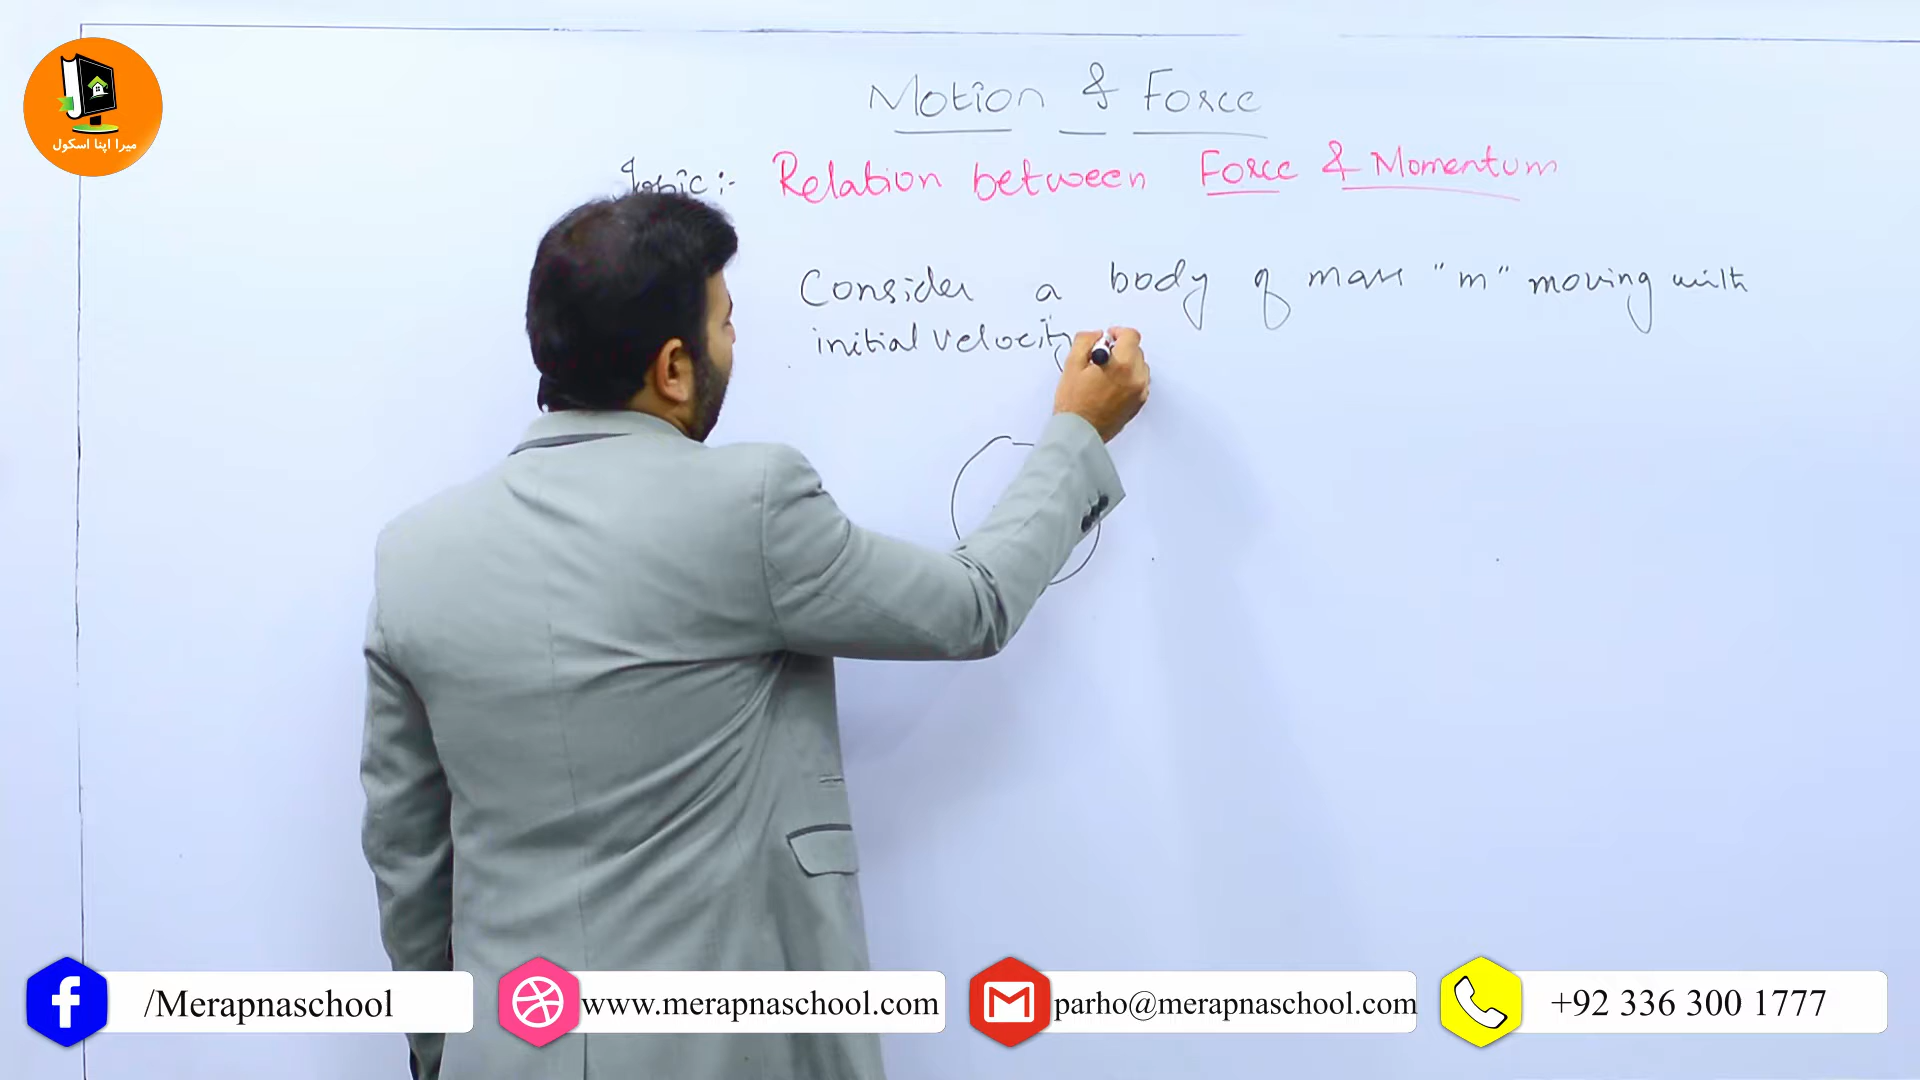 میرا اپنا اسکول
Motion & Force
Topic:- Relation between Force & Momentum
Consider a body of mass "m" moving with
initial velocity
/Merapnaschool
www.merapnaschool.com
parho@merapnaschool.com
+92 336 300 1777